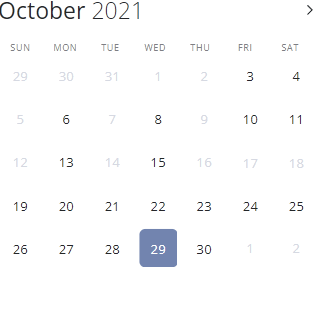 October 2021
SUN MON TUE WED THU FRI SAT
29 30 31 1 2 3 4
5 6 7 8 9 10 11
12 13 14 15 16 17 18
19 20 21 22 23 24 25
26 27 28 29 30 1 2